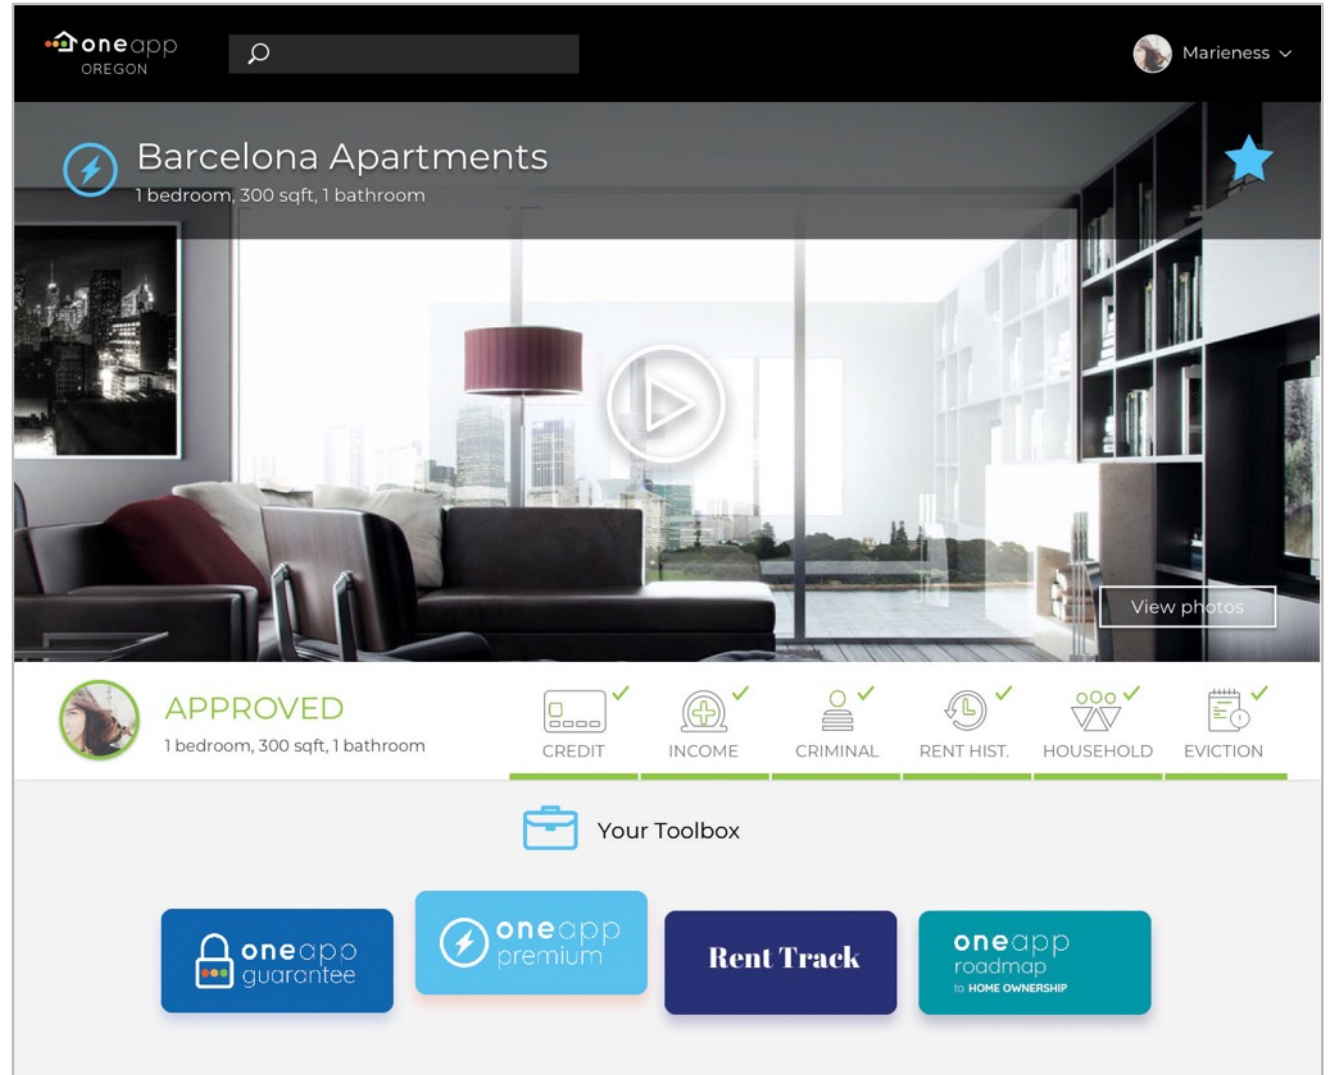 oneapp
OREGON
Marieness
Barcelona Apartments
1 bedroom, 300 sqft, 1 bathroom
View photos
APPROVED
1 bedroom, 300 sqft, 1 bathroom
CREDIT
INCOME
CRIMINAL
RENT HIST.
HOUSEHOLD
EVICTION
Your Toolbox
oneapp
guarantee
oneapp
premium
Rent Track
oneapp
roadmap
to HOME OWNERSHIP